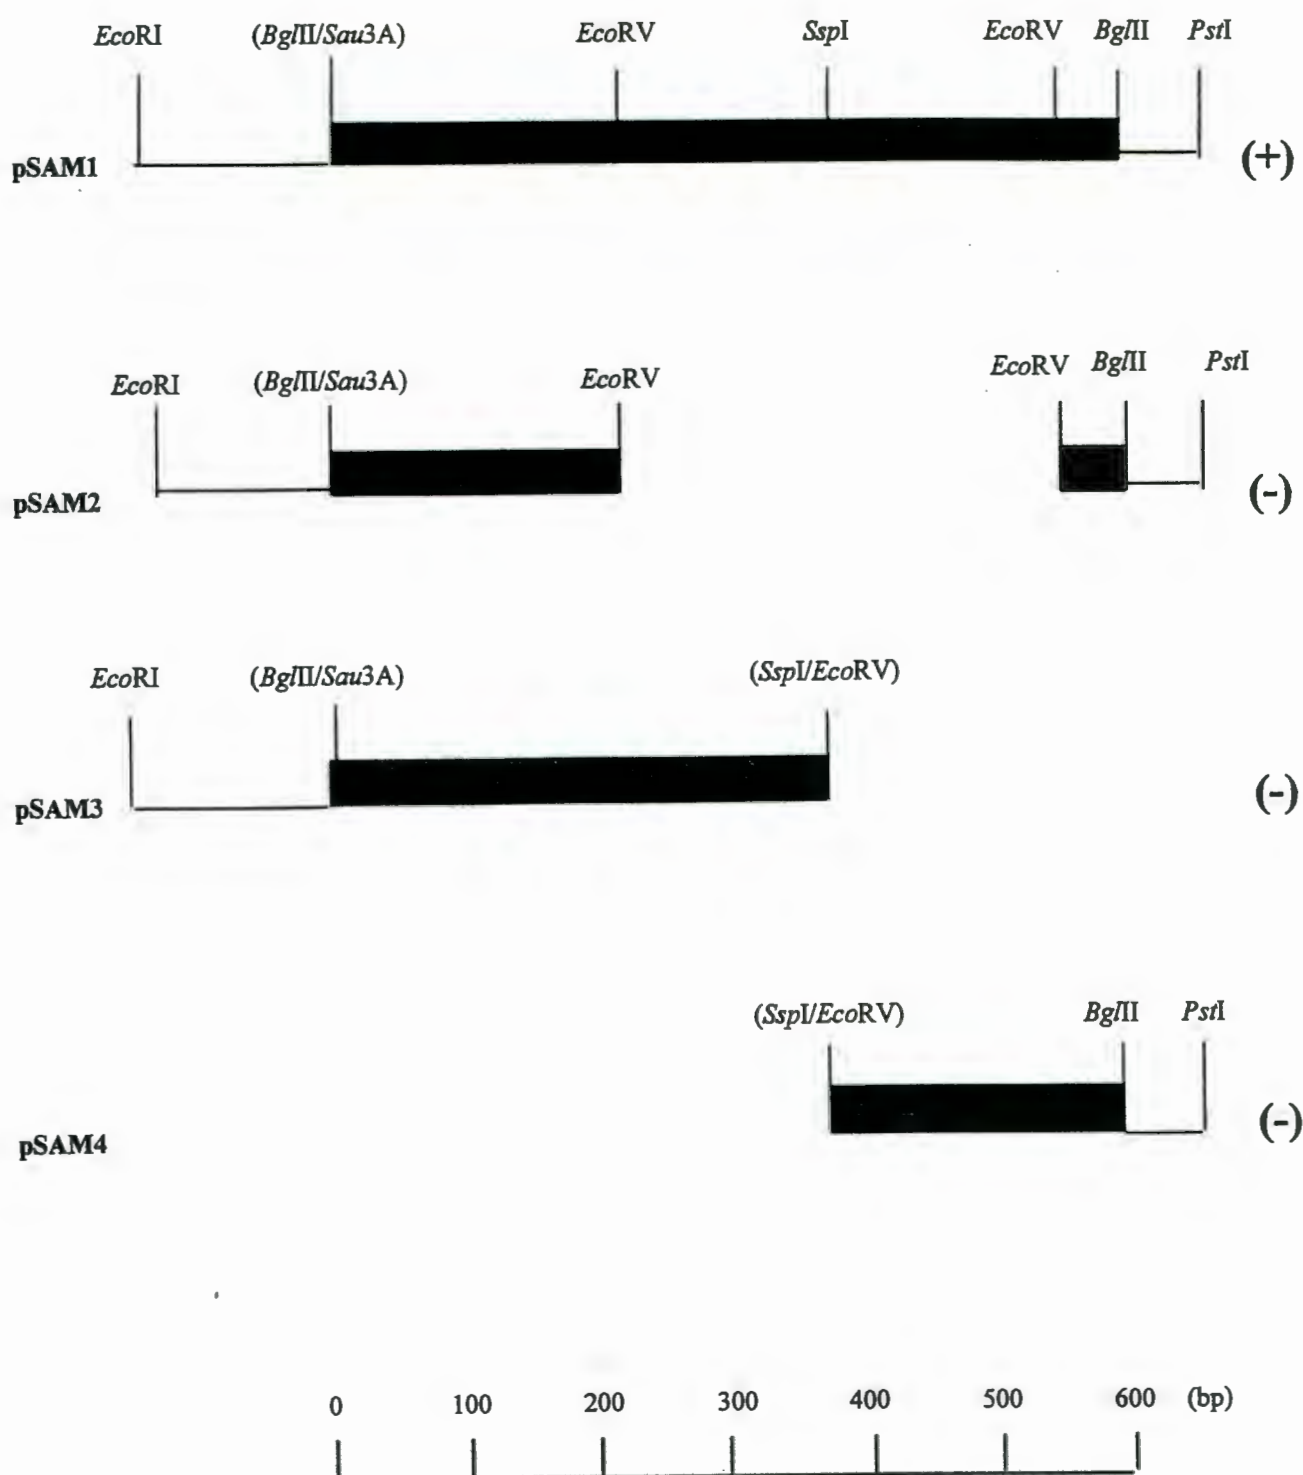 EcoRI (BglII/Sau3A) EcoRV SspI EcoRV BglII PstI
pSAM1 (+)
EcoRI (BglII/Sau3A) EcoRV EcoRV BglII PstI
pSAM2 (-)
EcoRI (BglII/Sau3A) (SspI/EcoRV)
pSAM3 (-)
(SspI/EcoRV) BglII PstI
pSAM4 (-)
0 100 200 300 400 500 600 (bp)